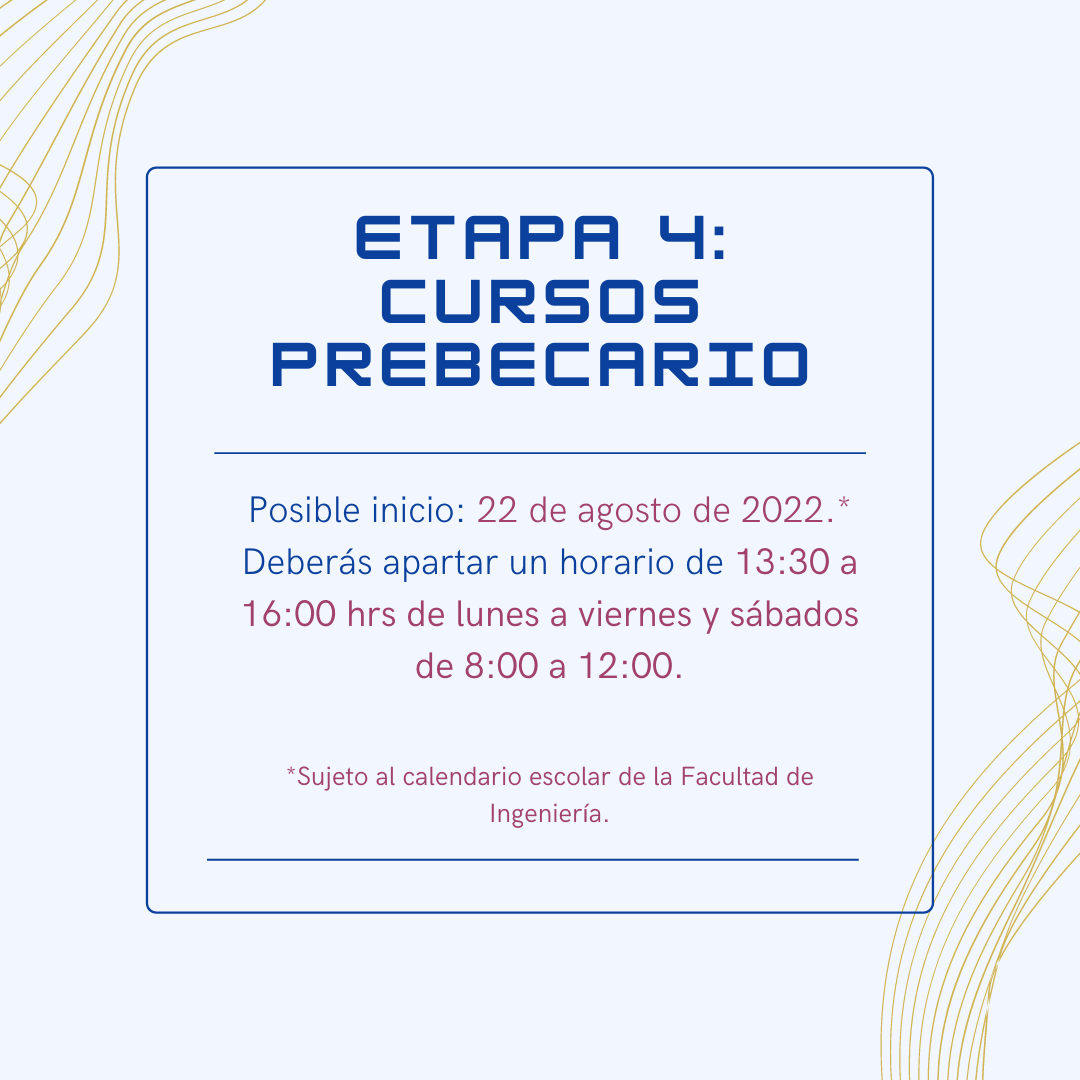 ETAPA 4:
CURSOS
PREBECARIO
Posible inicio: 22 de agosto de 2022.*
Deberás apartar un horario de 13:30 a
16:00 hrs de lunes a viernes y sábados
de 8:00 a 12:00.
*Sujeto al calendario escolar de la Facultad de
Ingeniería.